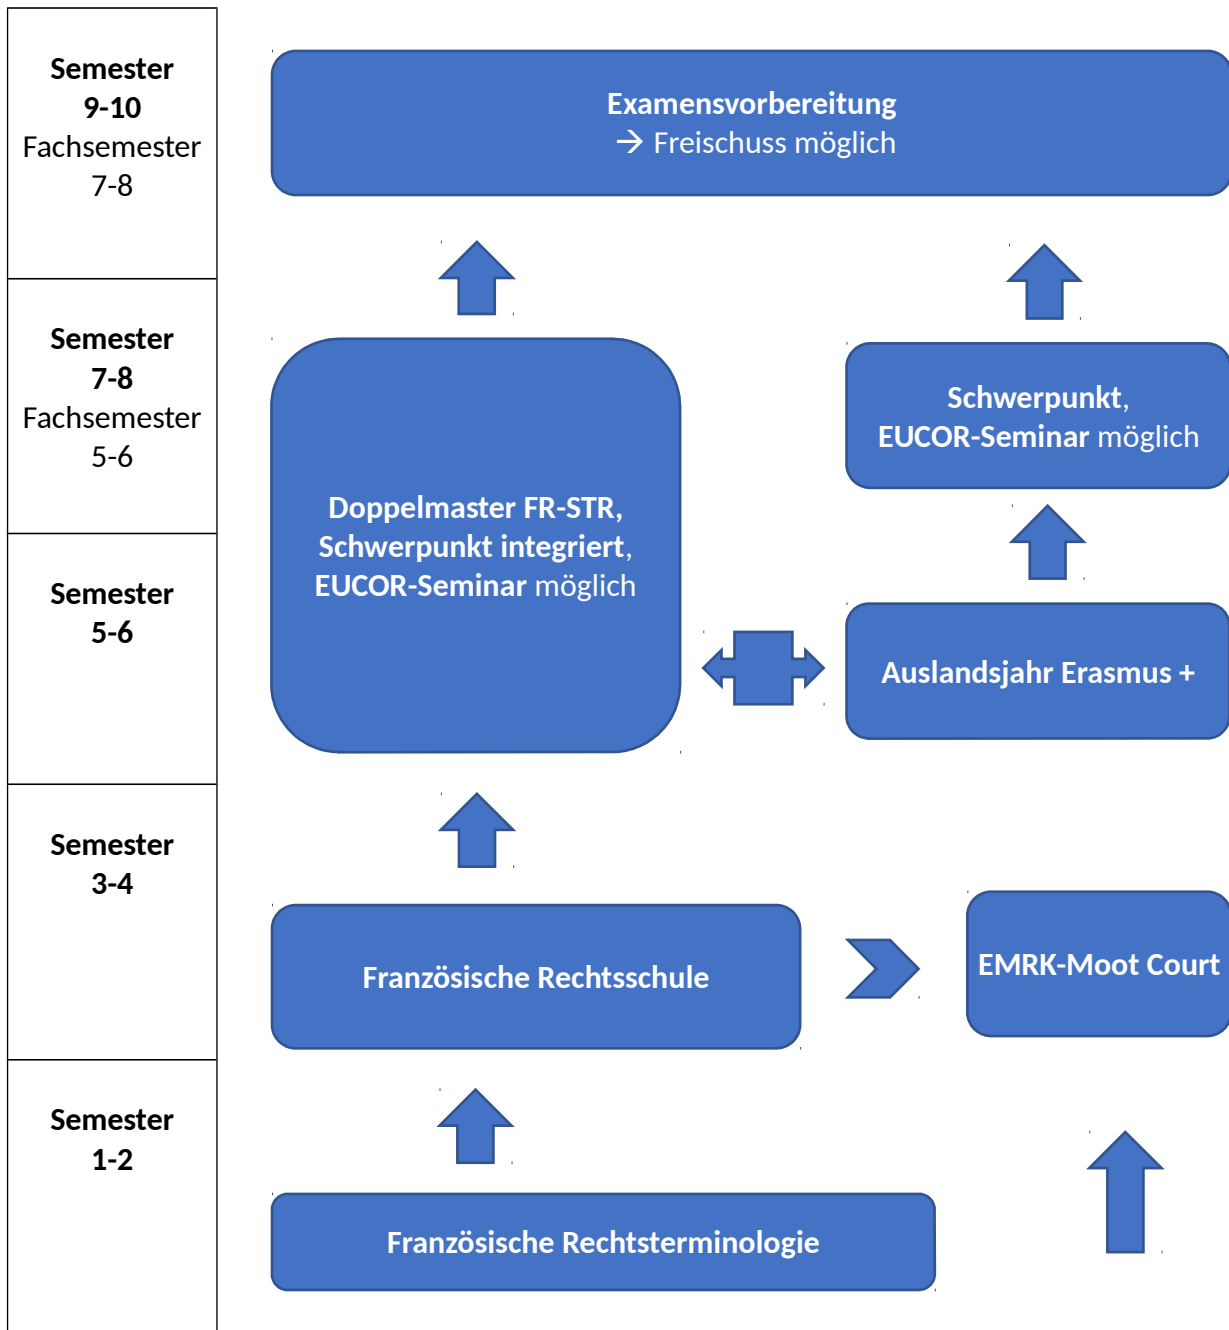 Semester
9-10
Fachsemester
7-8
Examensvorbereitung
→ Freischuss möglich
Semester
7-8
Fachsemester
5-6
Schwerpunkt,
EUCOR-Seminar möglich
Doppelmaster FR-STR,
Schwerpunkt integriert,
EUCOR-Seminar möglich
Semester
5-6
Auslandsjahr Erasmus +
Semester
3-4
Französische Rechtsschule
EMRK-Moot Court
Semester
1-2
Französische Rechtsterminologie